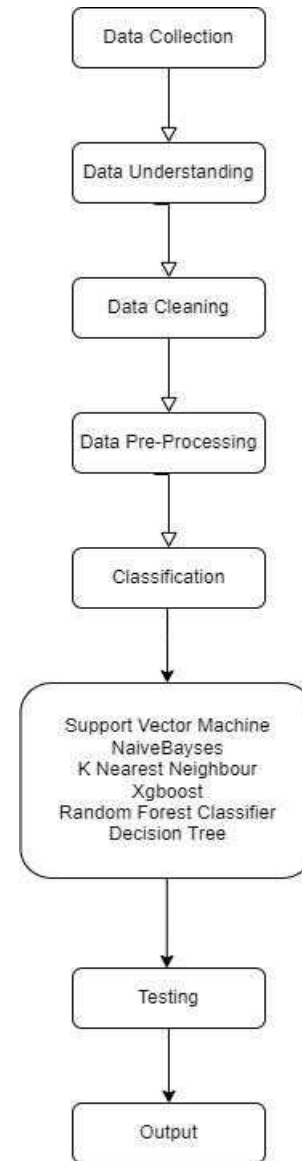 Data Collection
Data Understanding
Data Cleaning
Data Pre-Processing
Classification
Support Vector Machine
NaiveBayses
K Nearest Neighbour
Xgboost
Random Forest Classifier
Decision Tree
Testing
Output